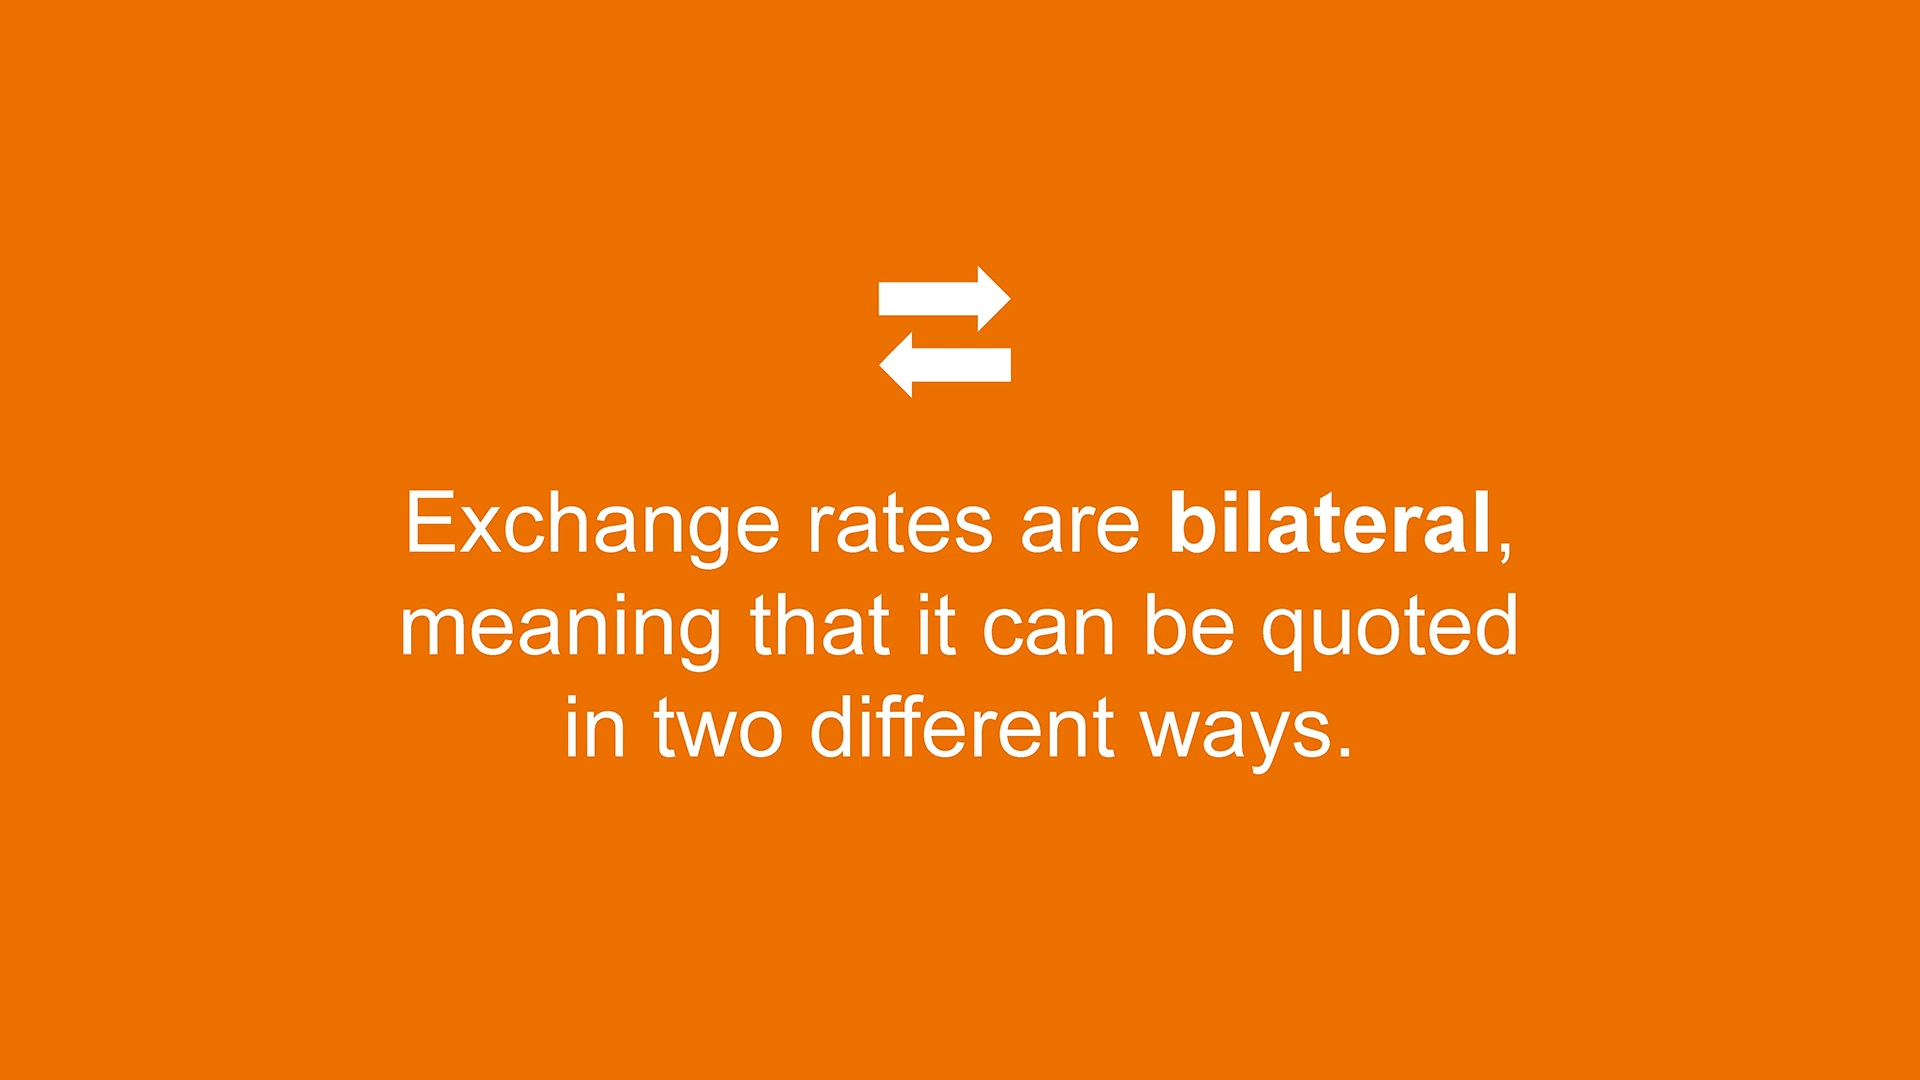 Exchange rates are bilateral,
meaning that it can be quoted
in two different ways.